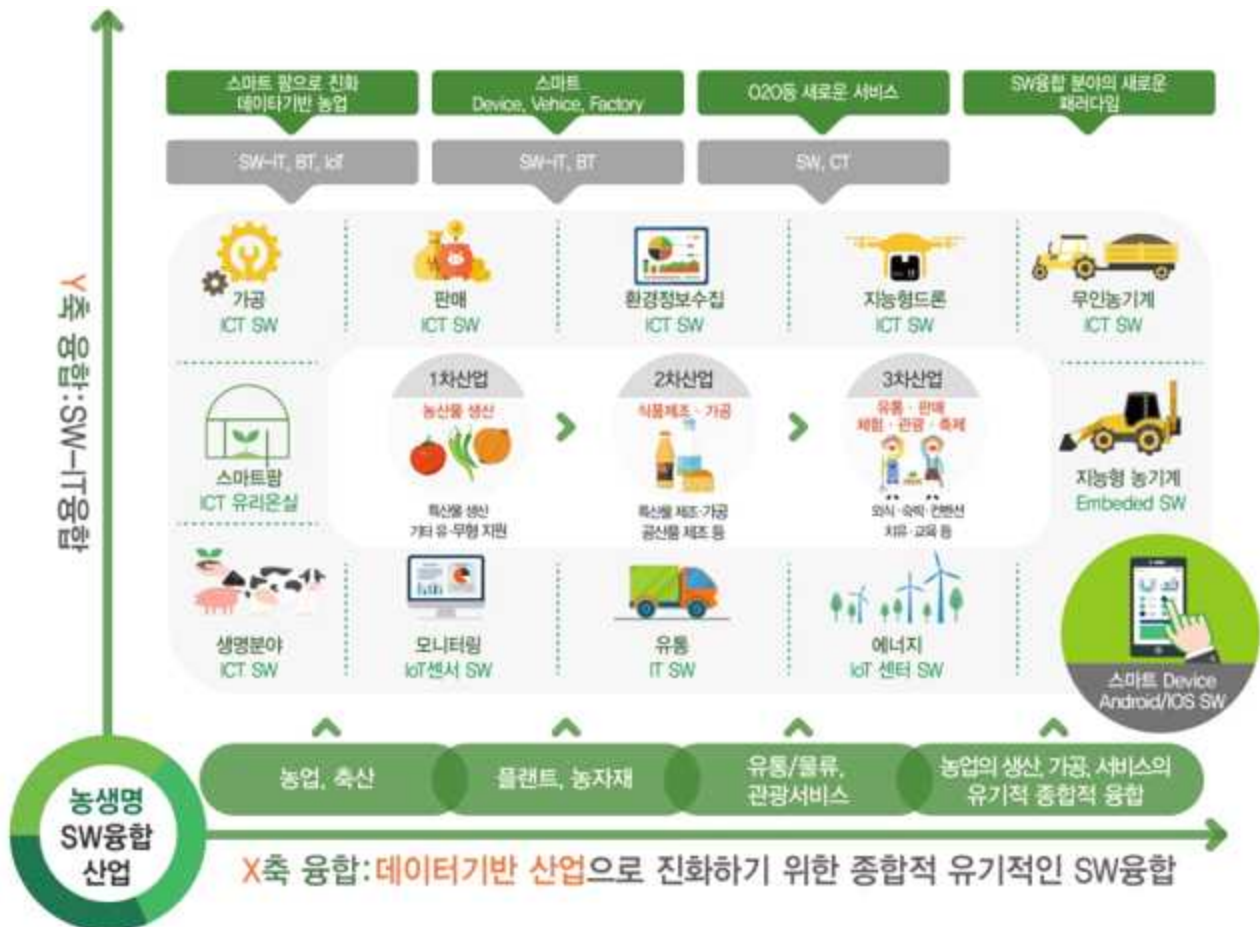 스마트 팜으로 진화
데이타기반 농업
스마트
Device, Vehice, Factory
O2O등 새로운 서비스
SW융합 분야의 새로운
패러다임
SW-IT, BT, IoT
SW-IT, BT
SW, CT
가공
ICT SW
판매
ICT SW
환경정보수집
ICT SW
지능형드론
ICT SW
무인농기계
ICT SW
Y축 융합:SW-IT융합
1차산업
농산물 생산
특산물 생산
기타 유·무형 지원
2차산업
식품제조·가공
특산물 제조·가공
공산물 제조 등
3차산업
유통·판매
체험·관광·축제
외식·숙박·컨벤션
치유·교육 등
스마트팜
ICT 유리온실
지능형 농기계
Embeded SW
생명분야
ICT SW
모니터링
IoT센서 SW
유통
IT SW
에너지
IoT 센터 SW
스마트 Device
Android/IOS SW
농업, 축산
플랜트, 농자재
유통/물류,
관광서비스
농업의 생산, 가공, 서비스의
유기적 종합적 융합
농생명
SW융합
산업
X축 융합:데이터기반 산업으로 진화하기 위한 종합적 유기적인 SW융합